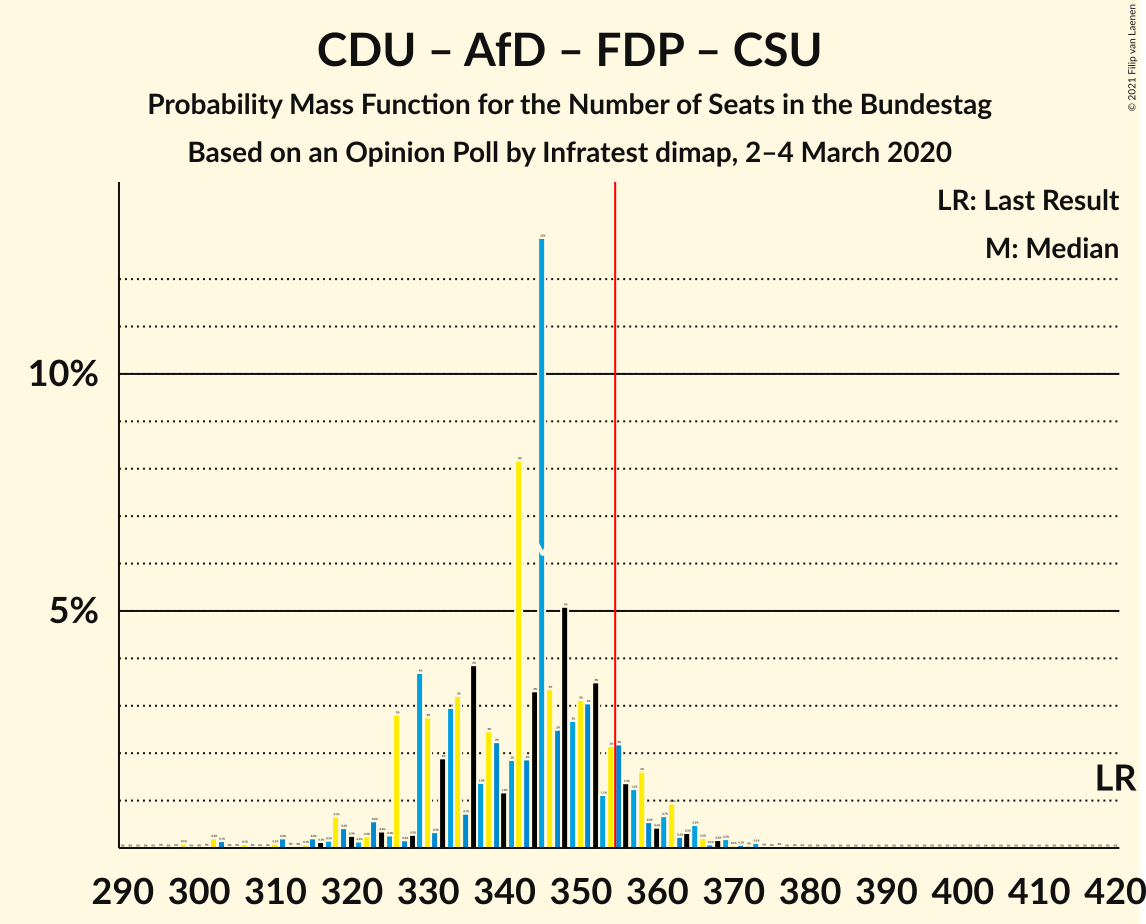 CDU – AfD – FDP – CSU
Probability Mass Function for the Number of Seats in the Bundestag
Based on an Opinion Poll by Infratest dimap, 2–4 March 2020
© 2021 Filip van Laenen
LR: Last Result
M: Median
10%
5%
LR
290 300 310 320 330 340 350 360 370 380 390 400 410 420